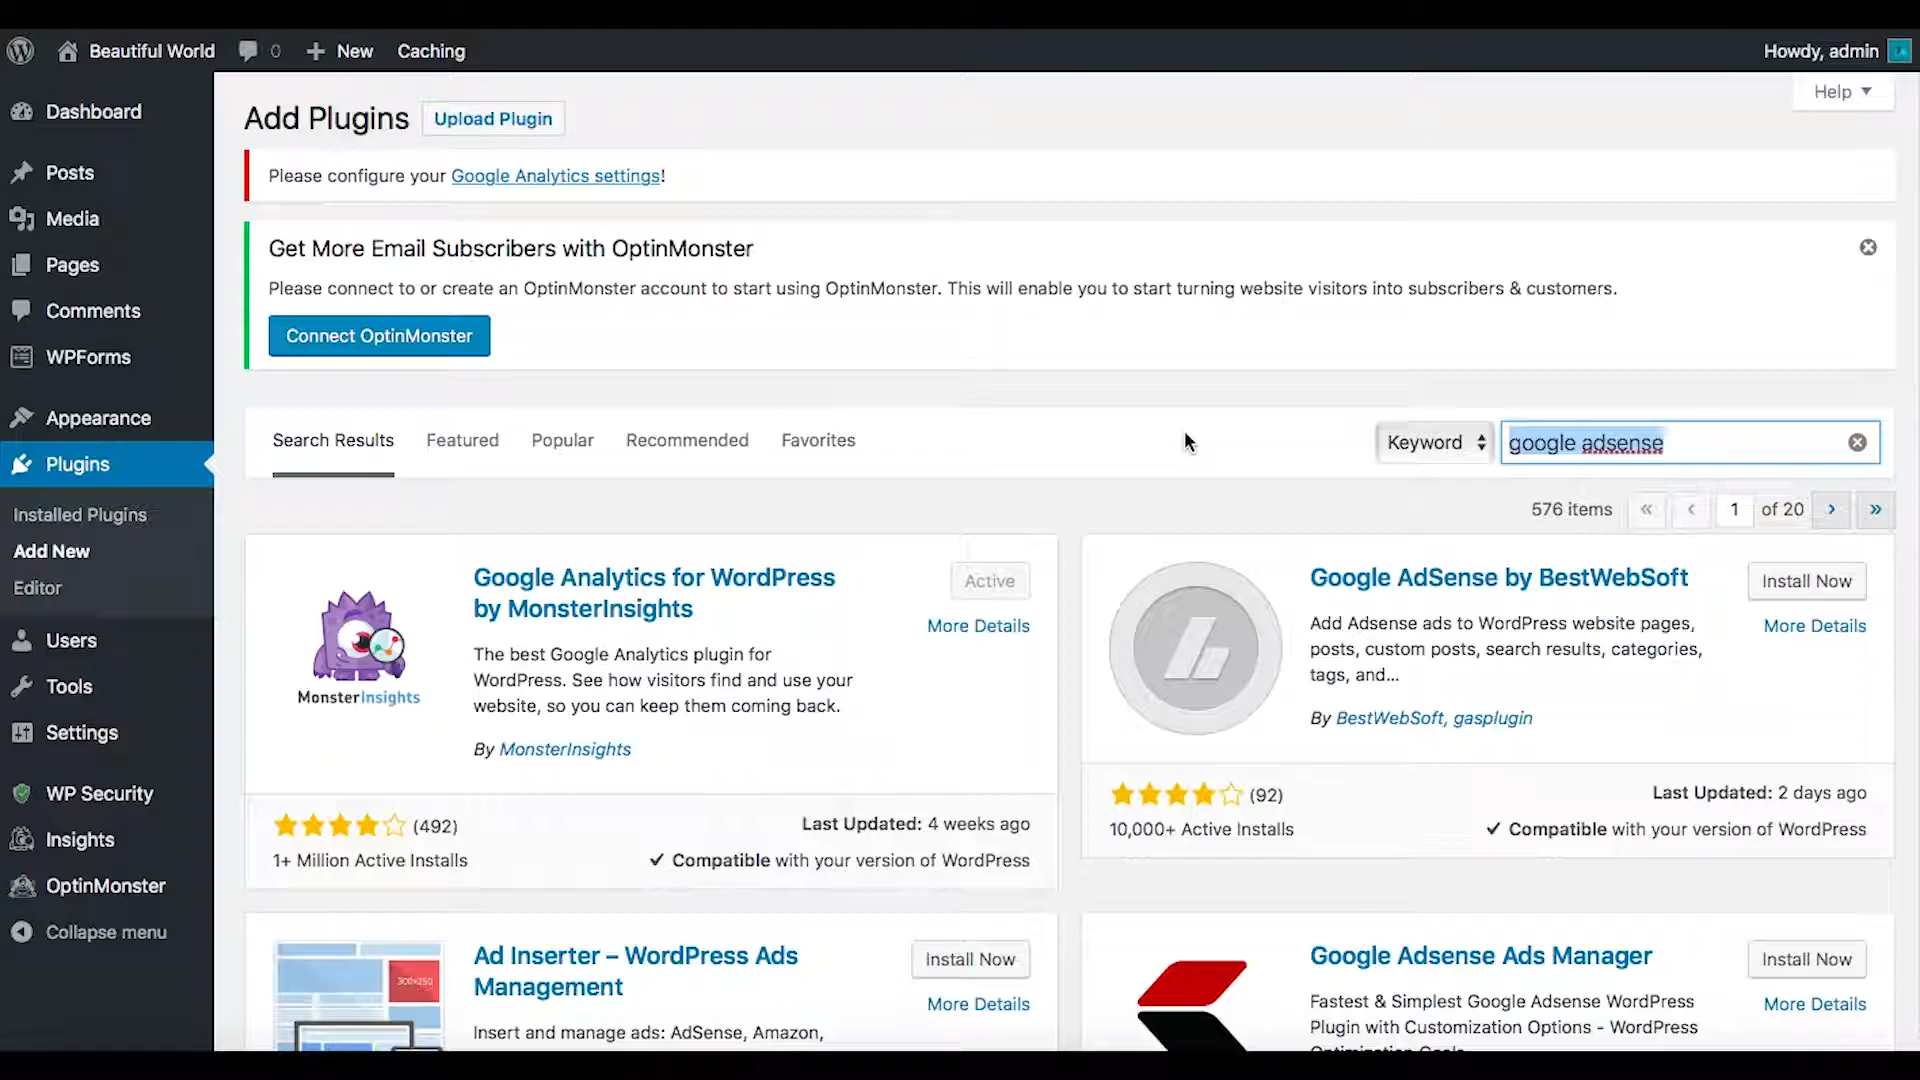 Beautiful World 0 New Caching Howdy, admin
Help
Dashboard
Posts
Media
Pages
Comments
WPForms
Appearance
Plugins
Installed Plugins
Add New
Editor
Users
Tools
Settings
WP Security
Insights
OptinMonster
Collapse menu
Add Plugins Upload Plugin
Please configure your Google Analytics settings!
Get More Email Subscribers with OptinMonster
Please connect to or create an OptinMonster account to start using OptinMonster. This will enable you to start turning website visitors into subscribers & customers.
Connect OptinMonster
Search Results Featured Popular Recommended Favorites Keyword google adsense
576 items « ‹ 1 of 20 › »
MonsterInsights
Google Analytics for WordPress
by MonsterInsights
Active
More Details
The best Google Analytics plugin for
WordPress. See how visitors find and use your
website, so you can keep them coming back.
By MonsterInsights
(492)
1+ Million Active Installs
Last Updated: 4 weeks ago
Compatible with your version of WordPress
Google AdSense by BestWebSoft
Install Now
More Details
Add Adsense ads to WordPress website pages,
posts, custom posts, search results, categories,
tags, and...
By BestWebSoft, gasplugin
(92)
10,000+ Active Installs
Last Updated: 2 days ago
Compatible with your version of WordPress
300x250
Ad Inserter – WordPress Ads
Management
Install Now
More Details
Insert and manage ads: AdSense, Amazon,
Google Adsense Ads Manager
Install Now
More Details
Fastest & Simplest Google Adsense WordPress
Plugin with Customization Options - WordPress